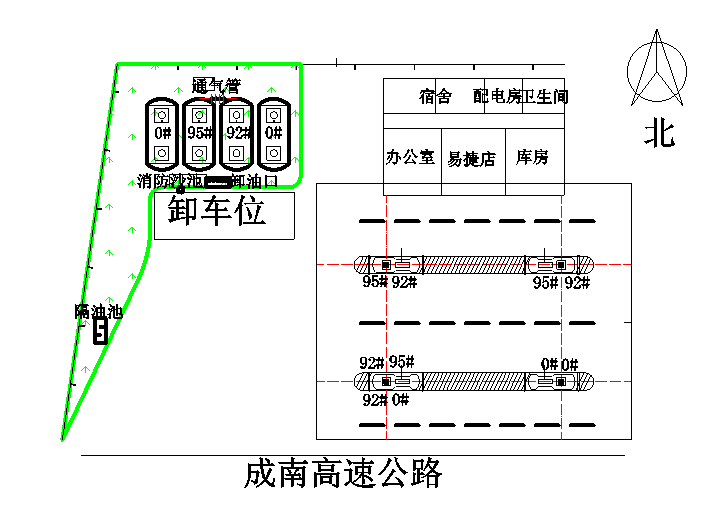 通气管
宿舍 配电房 卫生间
北
0# 95# 92# 0#
办公室 易捷店 库房
消防沙池 卸油口
卸车位
95# 92# 95# 92#
隔油池
92# 95# 0# 0#
92# 0#
成南高速公路